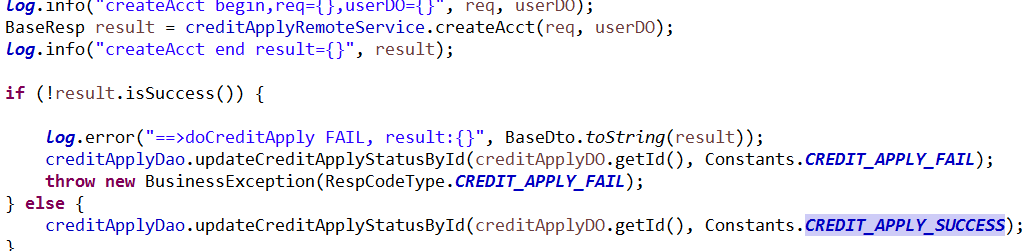 log.info("createAcct begin,req={},userDO={}", req, userDO);
BaseResp result = creditApplyRemoteService.createAcct(req, userDO);
log.info("createAcct end result={}", result);
if (!result.isSuccess()) {
log.error("==>doCreditApply FAIL, result:{}", BaseDto.toString(result));
creditApplyDao.updateCreditApplyStatusById(creditApplyDO.getId(), Constants.CREDIT_APPLY_FAIL);
throw new BusinessException(RespCodeType.CREDIT_APPLY_FAIL);
} else {
creditApplyDao.updateCreditApplyStatusById(creditApplyDO.getId(), Constants.CREDIT_APPLY_SUCCESS);
}